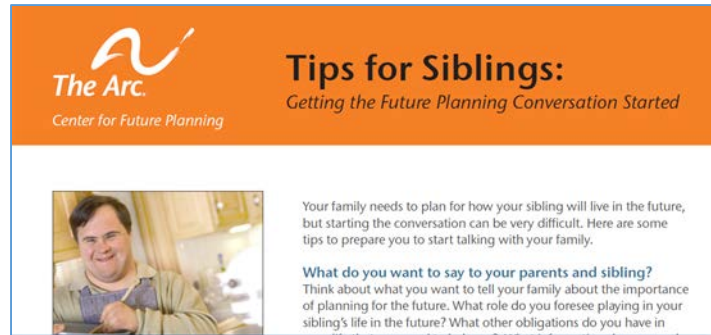 The Arc®
Center for Future Planning
Tips for Siblings:
Getting the Future Planning Conversation Started
Your family needs to plan for how your sibling will live in the future,
but starting the conversation can be very difficult. Here are some
tips to prepare you to start talking with your family.
What do you want to say to your parents and sibling?
Think about what you want to tell your family about the importance
of planning for the future. What role do you foresee playing in your
sibling's life in the future? What other obligations do you have in